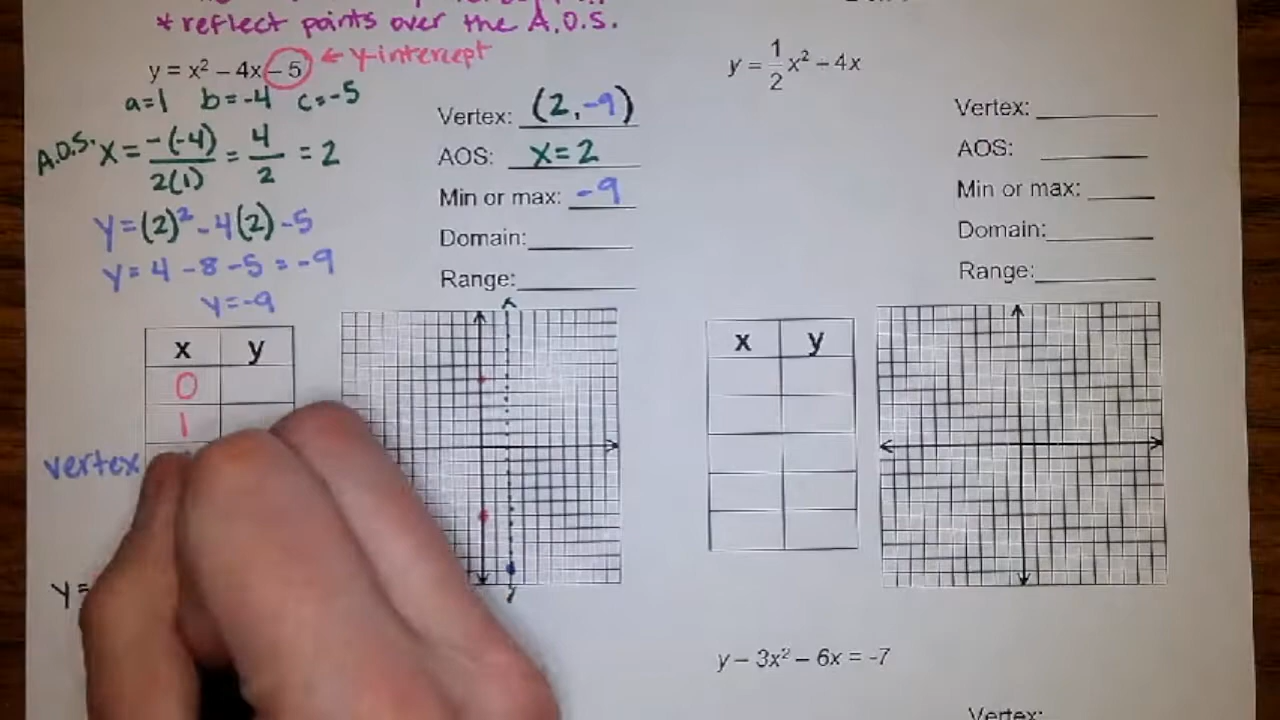 * reflect points over the A.O.S.
y = x² – 4x – 5 ← y-intercept
a=1 b=-4 c=-5
A.O.S. x = -(-4)/2(1) = 4/2 = 2
y=(2)²-4(2)-5
y=4-8-5=-9
y=-9
Vertex: (2,-9)
AOS: x=2
Min or max: -9
Domain:
Range:
x y
0
1
vertex
y=
y = 1/2 x² – 4x
Vertex:
AOS:
Min or max:
Domain:
Range:
x y
y – 3x² – 6x = -7
Vertex: